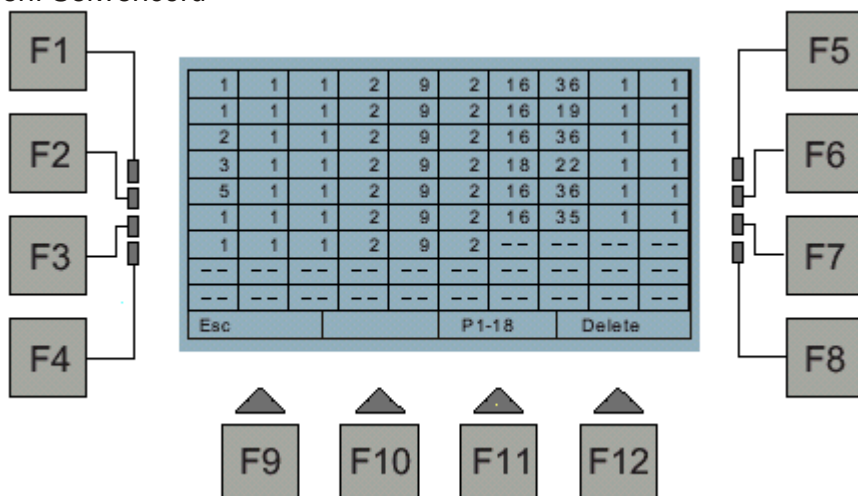 F1
F5
1 1 1 2 9 2 16 36 1 1
1 1 1 2 9 2 16 19 1 1
2 1 1 2 9 2 16 36 1 1
F2
F6
3 1 1 2 9 2 18 22 1 1
5 1 1 2 9 2 16 36 1 1
1 1 1 2 9 2 16 35 1 1
F3
F7
1 1 1 2 9 2 -- -- -- --
-- -- -- -- -- -- -- -- -- --
-- -- -- -- -- -- -- -- -- --
Esc P1-18 Delete
F4
F8
F9 F10 F11 F12